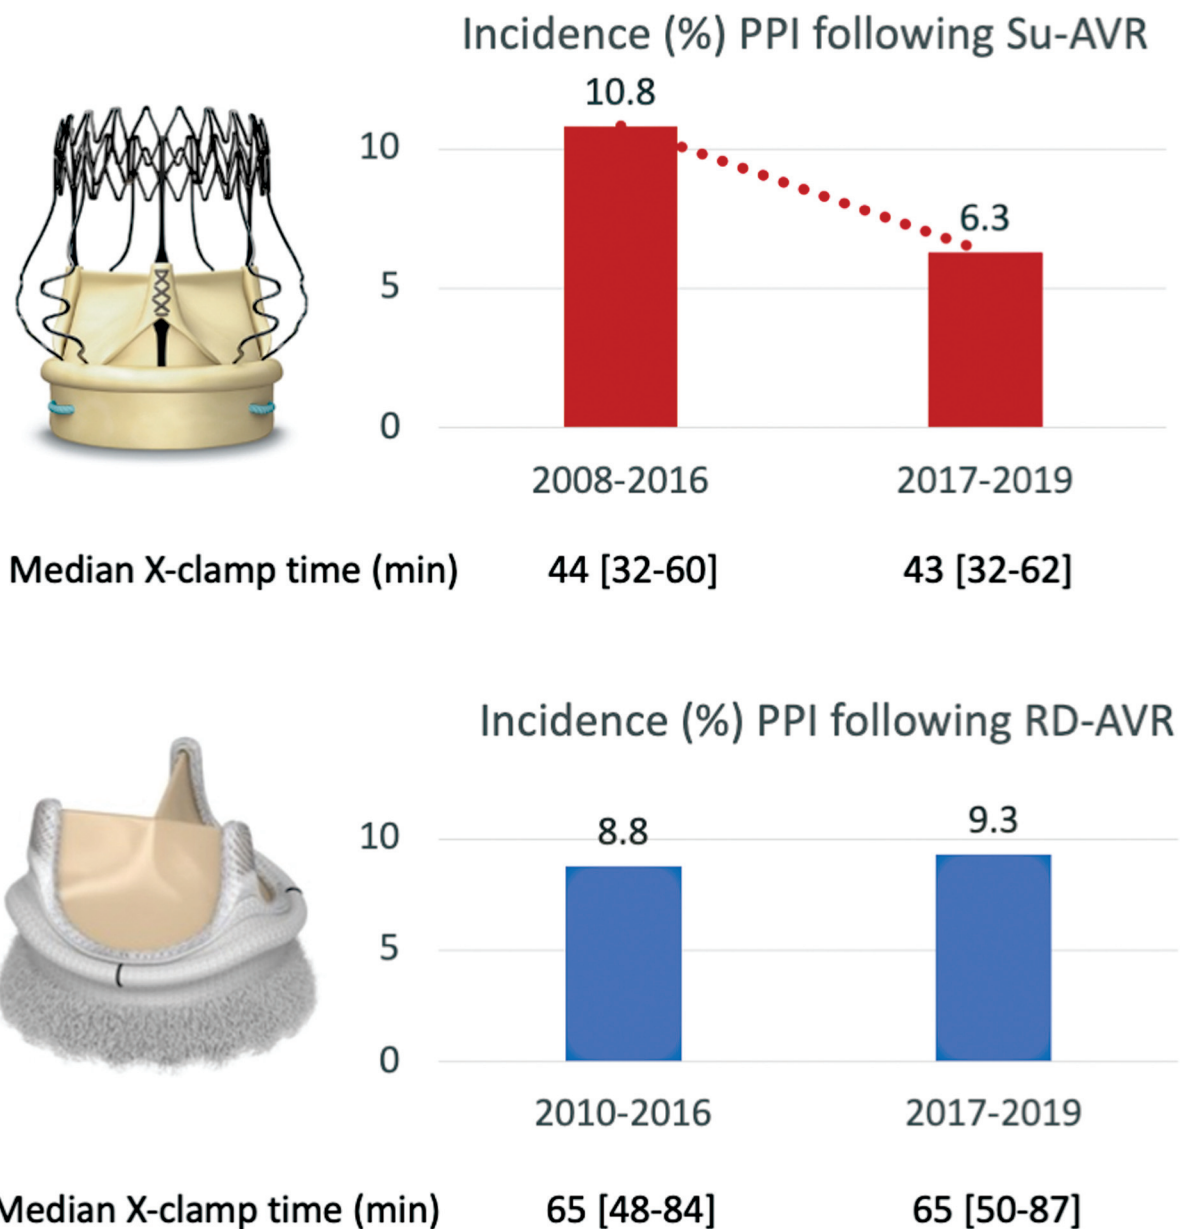 Incidence (%) PPI following Su-AVR
10.8
10
6.3
5
0
2008-2016 2017-2019
Median X-clamp time (min) 44 [32-60] 43 [32-62]
Incidence (%) PPI following RD-AVR
9.3
10 8.8
5
0
2010-2016 2017-2019
Median X-clamp time (min) 65 [48-84] 65 [50-87]